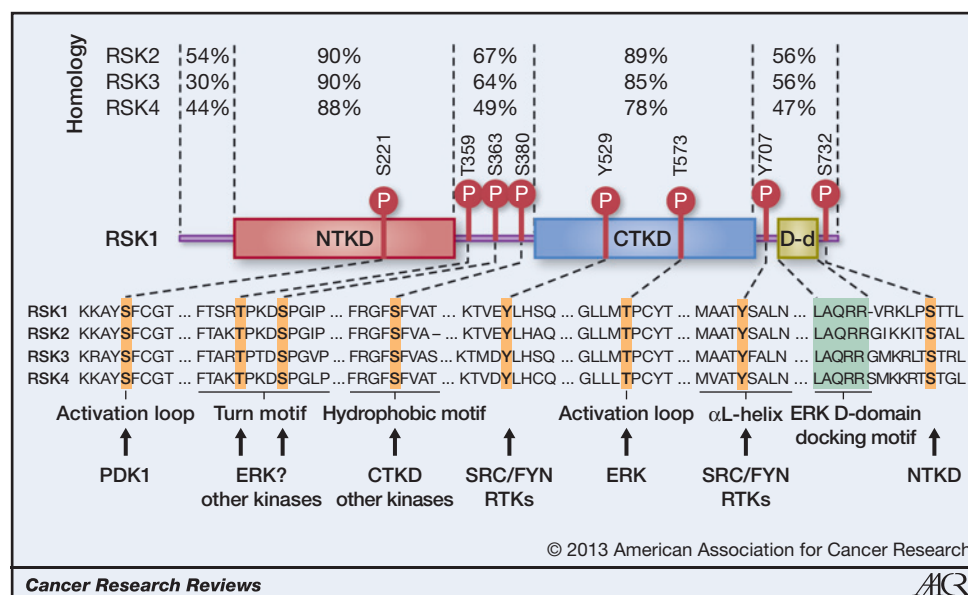 Homology
RSK2 54% 90% 67% 89% 56%
RSK3 30% 90% 64% 85% 56%
RSK4 44% 88% 49% 78% 47%
S221 T359 S363 S380 Y529 T573 Y707 S732
P P P P P P P P
RSK1 NTKD CTKD D-d
RSK1 KKAYSFCGT ... FTSRTPKDSPGIP ... FRGFSFVAT ... KTVEYLHSQ ... GLLMTPCYT ... MAATYSALN ... LAQRR-VRKLPSTTL
RSK2 KKAYSFCGT ... FTAKTPKDSPGIP ... FRGFSFVA– ... KTVEYLHAQ ... GLLMTPCYT ... MAATYSALN ... LAQRRGIKKITSTAL
RSK3 KRAYSFCGT ... FTARTPTDSPGVP ... FRGFSFVAS ... KTMDYLHSQ ... GLLMTPCYT ... MAATYFALN ... LAQRRGMKRLTSTRL
RSK4 KKAYSFCGT ... FTAKTPKDSPGLP ... FRGFSFVAT ... KTVDYLHCQ ... GLLLTPCYT ... MVATYSALN ... LAQRRSMKKRTSTGL
Activation loop Turn motif Hydrophobic motif Activation loop αL-helix ERK D-domain
docking motif
PDK1 ERK? CTKD SRC/FYN ERK SRC/FYN NTKD
other kinases other kinases RTKs RTKs
© 2013 American Association for Cancer Research
Cancer Research Reviews AACR